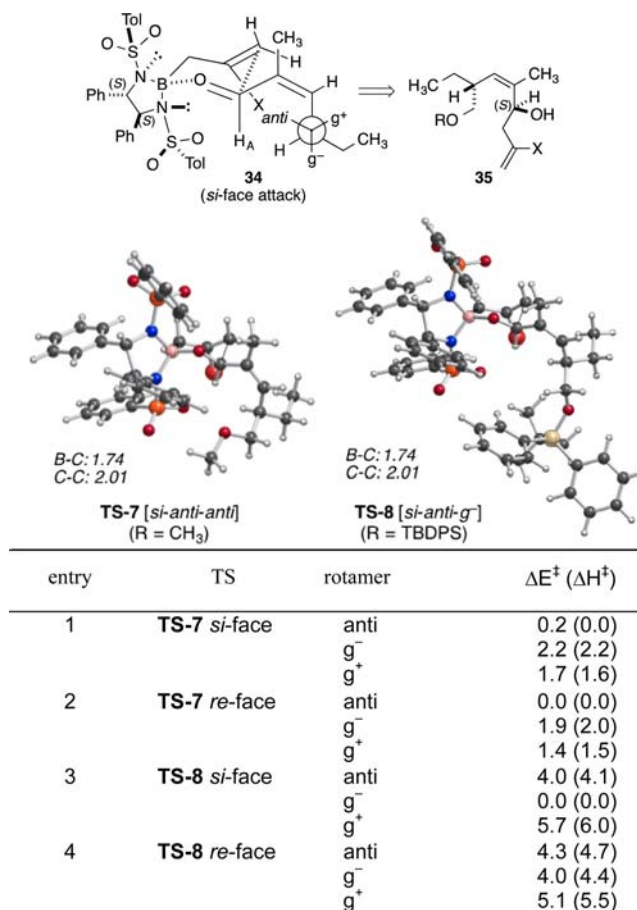 Tol
S
O
O
(S)
N
Ph
B
O
(S)
Ph
N
S
O
O
Tol
H
CH3
H
H
X
anti
g+
H
HA
g–
CH3
34
(si-face attack)
CH3
CH3
H
H
(S)
RO
OH
X
35
B-C: 1.74
C-C: 2.01
TS-7 [si-anti-anti]
(R = CH3)
B-C: 1.74
C-C: 2.01
TS-8 [si-anti-g–]
(R = TBDPS)
entry TS rotamer ΔE‡ (ΔH‡)
1 TS-7 si-face anti 0.2 (0.0)
g– 2.2 (2.2)
g+ 1.7 (1.6)
2 TS-7 re-face anti 0.0 (0.0)
g– 1.9 (2.0)
g+ 1.4 (1.5)
3 TS-8 si-face anti 4.0 (4.1)
g– 0.0 (0.0)
g+ 5.7 (6.0)
4 TS-8 re-face anti 4.3 (4.7)
g– 4.0 (4.4)
g+ 5.1 (5.5)